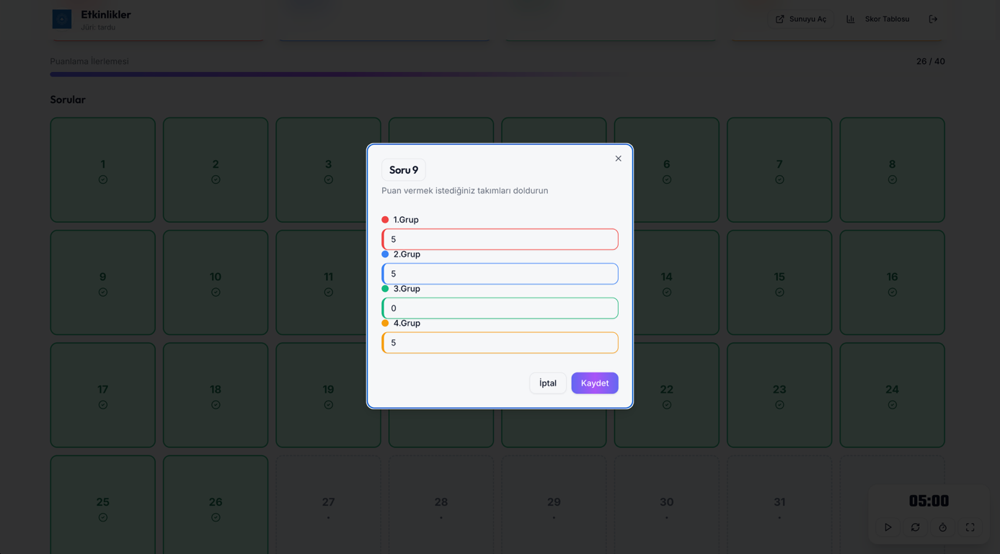 Etkinlikler
Jüri: tardu
Sunuyu Aç
Skor Tablosu
Puanlama İlerlemesi
26 / 40
Sorular
1
2
3
6
7
8
Soru 9
Puan vermek istediğiniz takımları doldurun
1.Grup
5
2.Grup
5
3.Grup
0
4.Grup
5
İptal
Kaydet
9
10
11
14
15
16
17
18
19
22
23
24
25
26
27
28
29
30
31
05:00